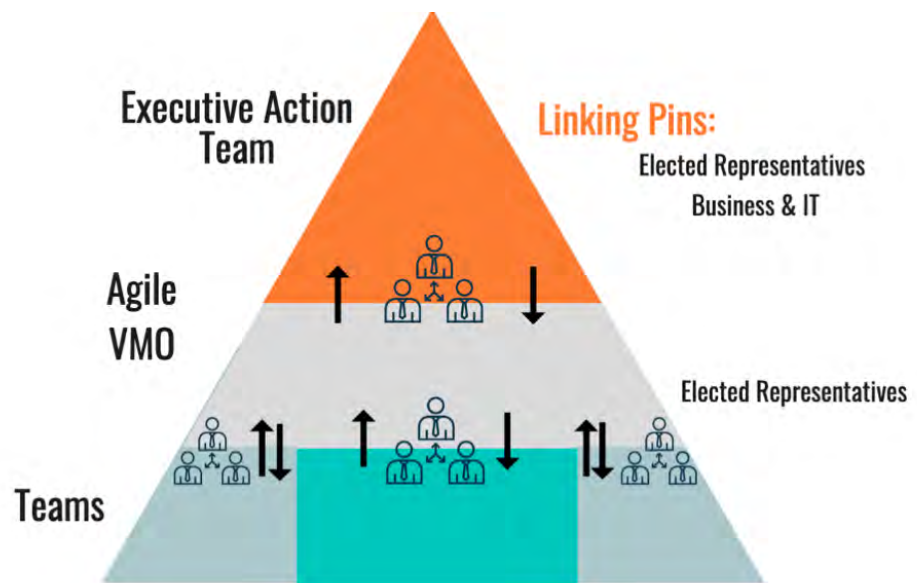 Executive Action
Team
Linking Pins:
Elected Representatives
Business & IT
Agile
VMO
Elected Representatives
Teams